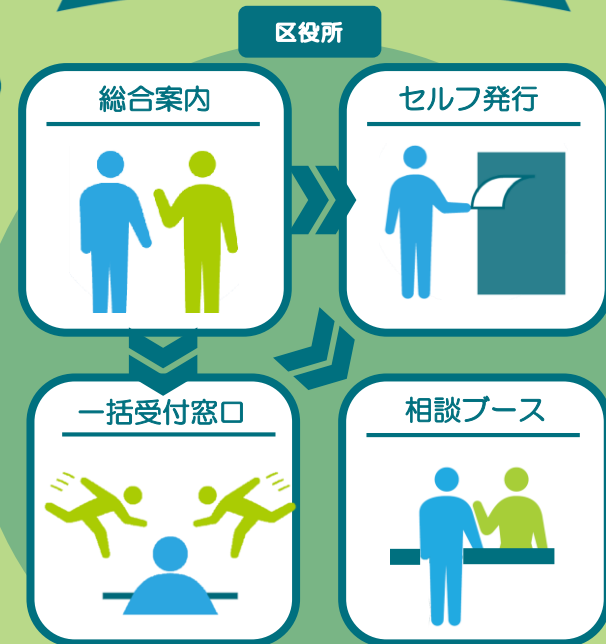 区役所
総合案内
セルフ発行
一括受付窓口
相談ブース